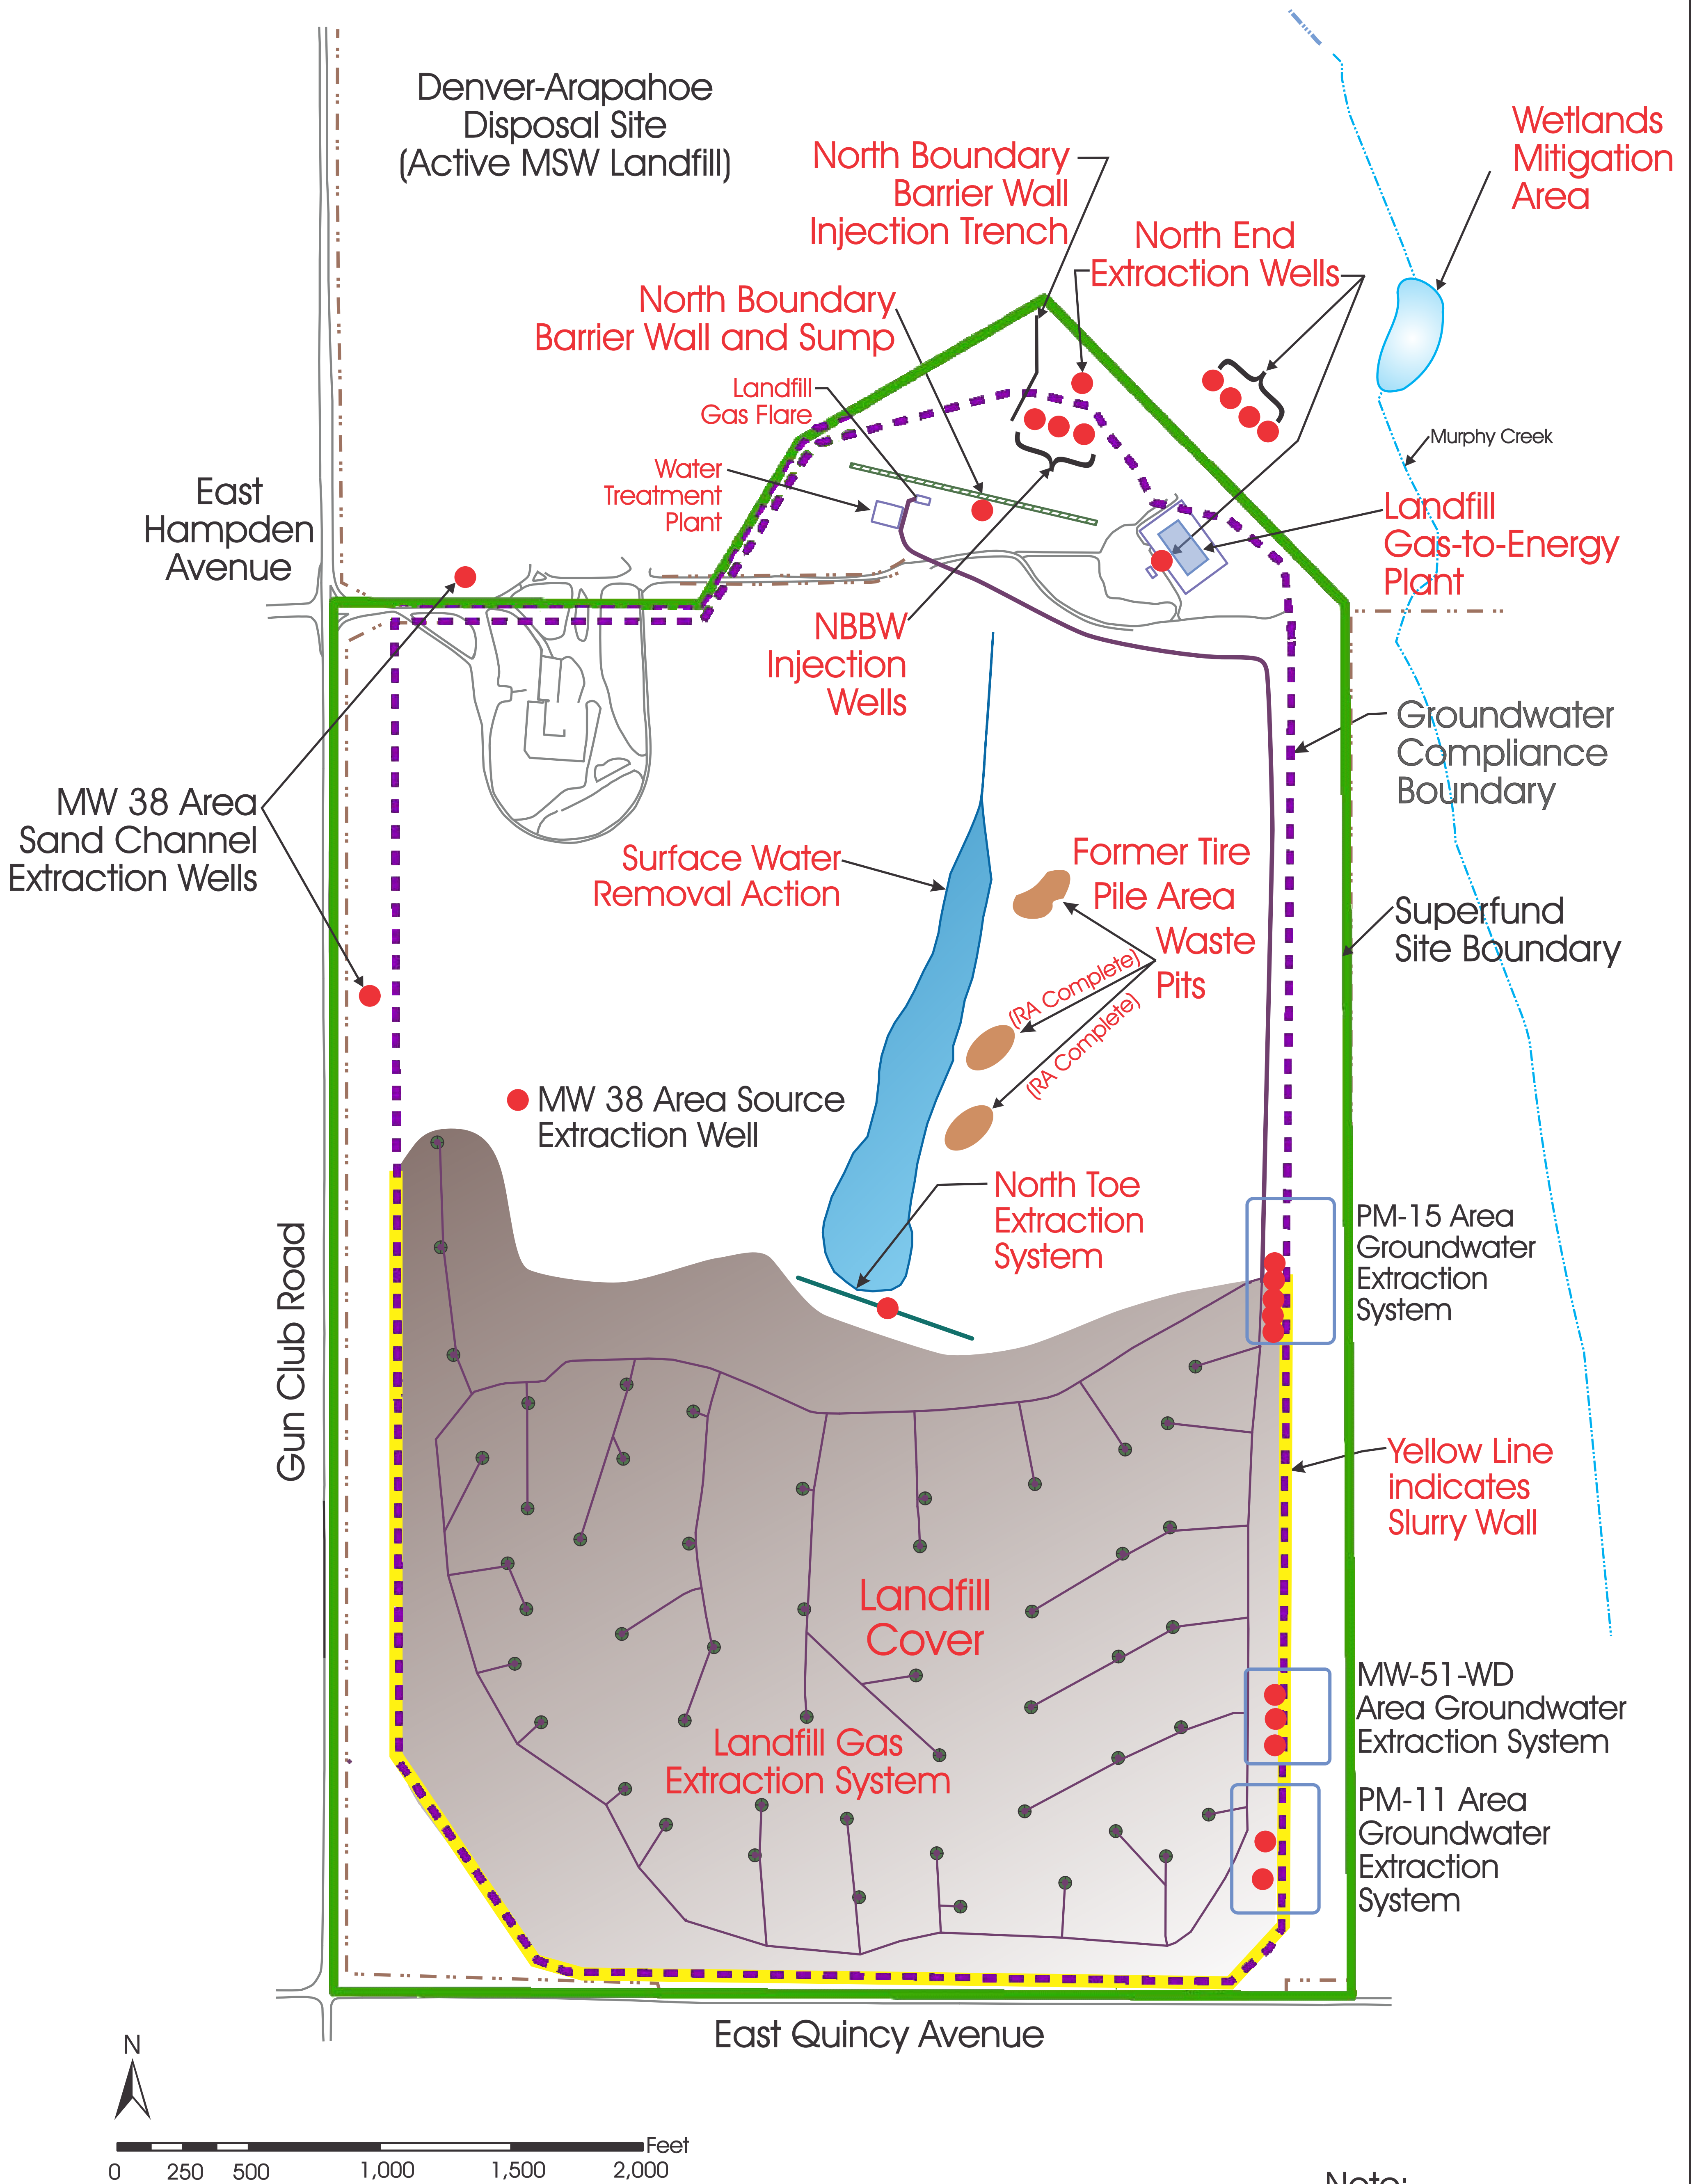 Denver-Arapahoe
Disposal Site
(Active MSW Landfill)
Wetlands
Mitigation
Area
North Boundary
Barrier Wall
Injection Trench
North End
Extraction Wells
North Boundary
Barrier Wall and Sump
Landfill
Gas Flare
Murphy Creek
Water
Treatment
Plant
East
Hampden
Avenue
Landfill
Gas-to-Energy
Plant
NBBW
Injection
Wells
Groundwater
Compliance
Boundary
MW 38 Area
Sand Channel
Extraction Wells
Surface Water
Removal Action
Former Tire
Pile Area
Waste
Pits
(RA Complete)
(RA Complete)
Superfund
Site Boundary
MW 38 Area Source
Extraction Well
North Toe
Extraction
System
PM-15 Area
Groundwater
Extraction
System
Gun Club Road
Yellow Line
indicates
Slurry Wall
Landfill
Cover
MW-51-WD
Area Groundwater
Extraction System
Landfill Gas
Extraction System
PM-11 Area
Groundwater
Extraction
System
East Quincy Avenue
N
Feet
0 250 500 1,000 1,500 2,000
Note: